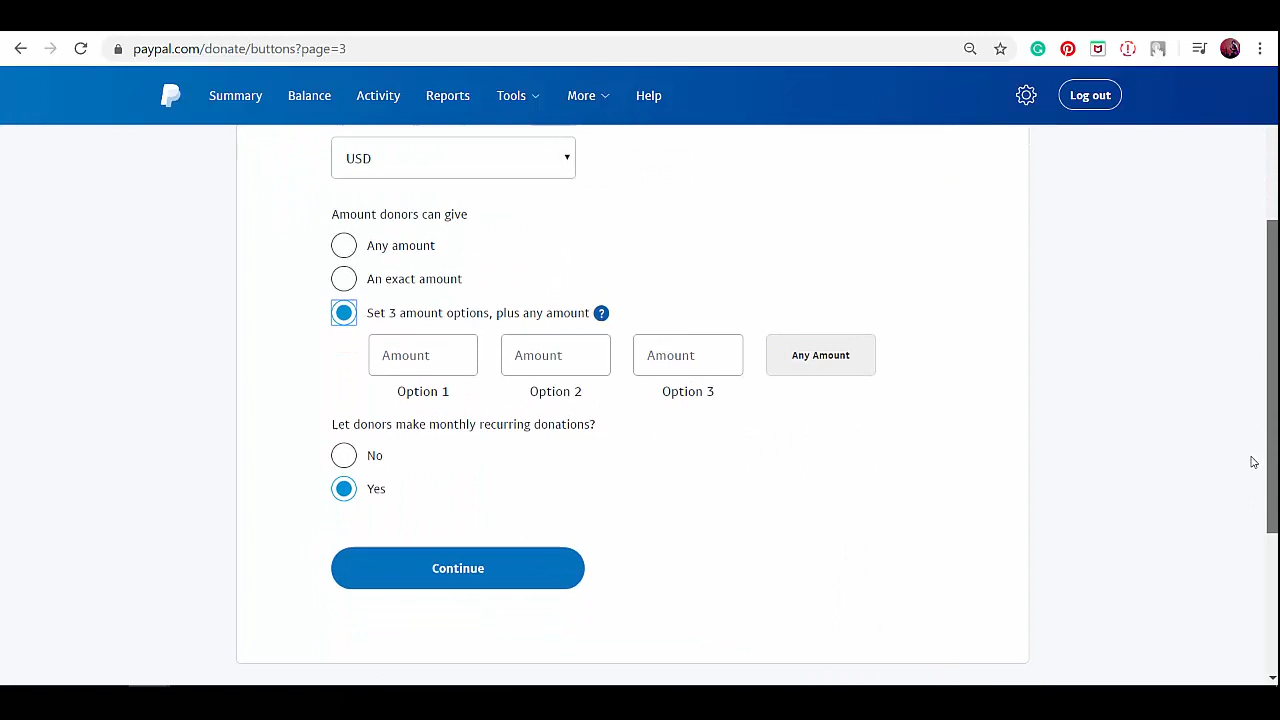 paypal.com/donate/buttons?page=3
Summary Balance Activity Reports Tools More Help Log out
USD
Amount donors can give
Any amount
An exact amount
Set 3 amount options, plus any amount ?
Amount Amount Amount Any Amount
Option 1 Option 2 Option 3
Let donors make monthly recurring donations?
No
Yes
Continue